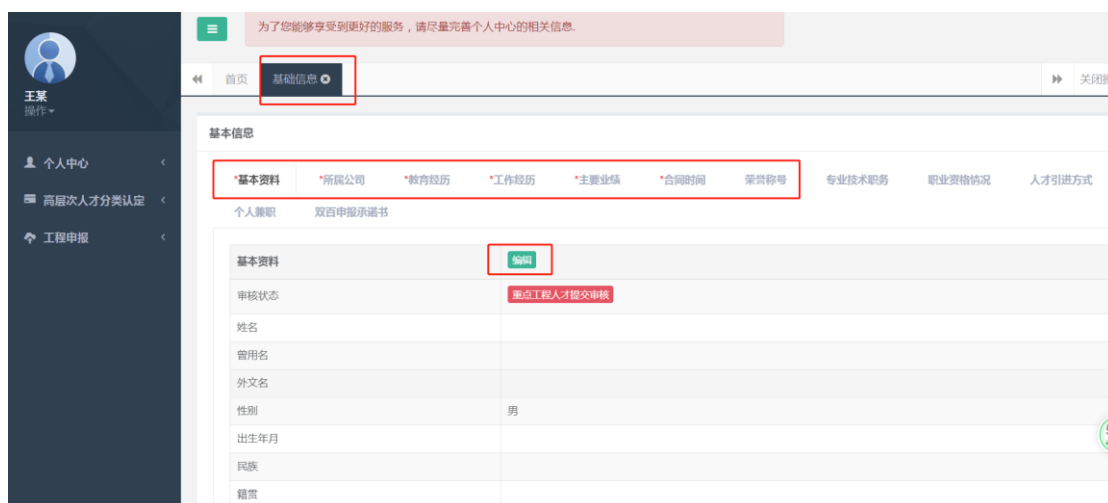 为了您能够享受到更好的服务，请尽量完善个人中心的相关信息.
王某
操作
首页 基础信息
基本信息
个人中心
高层次人才分类认定
工程申报
*基本资料 *所属公司 *教育经历 *工作经历 *主要业绩 *合同时间 荣誉称号 专业技术职务 职业资格情况 人才引进方式
个人兼职 双百申报承诺书
基本资料 编辑
审核状态 重点工程人才提交审核
姓名
曾用名
外文名
性别 男
出生年月
民族
籍贯